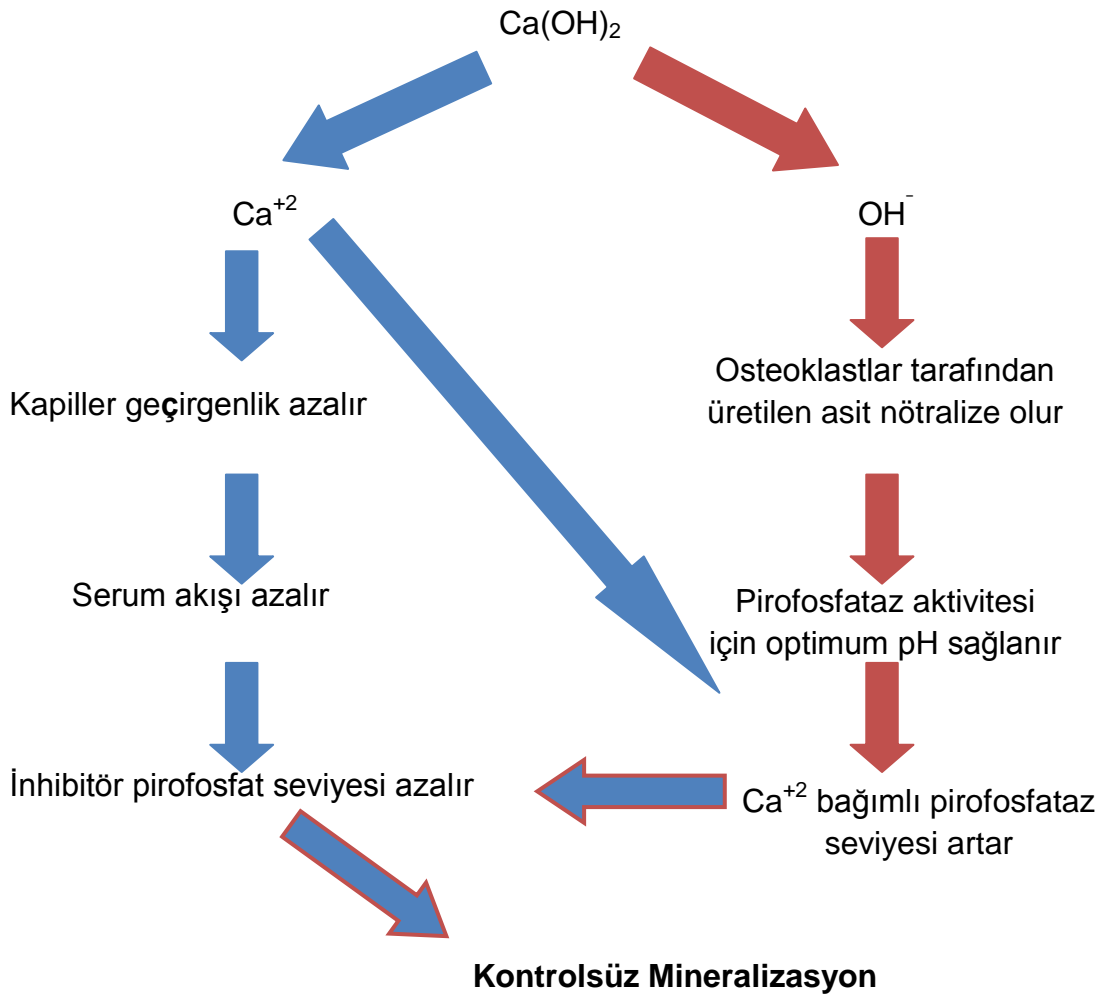 Ca(OH)₂
Ca⁺²
OH⁻
Kapiller geçirgenlik azalır
Osteoklastlar tarafından
üretilen asit nötralize olur
Serum akışı azalır
Pirofosfataz aktivitesi
için optimum pH sağlanır
İnhibitör pirofosfat seviyesi azalır
Ca⁺² bağımlı pirofosfataz
seviyesi artar
Kontrolsüz Mineralizasyon